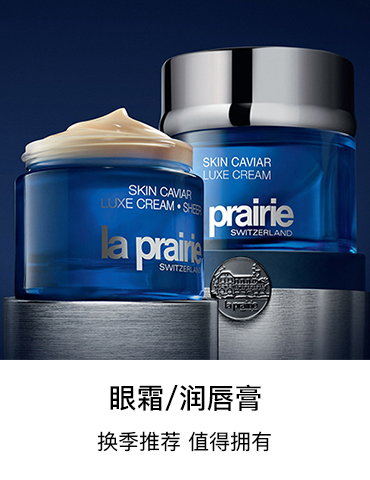 SKIN CAVIAR
LUXE CREAM
prairie
SWITZERLAND
SKIN CAVIAR
LUXE CREAM • SHEER
la prairie
SWITZERLAND
la prairie
眼霜/润唇膏
换季推荐 值得拥有